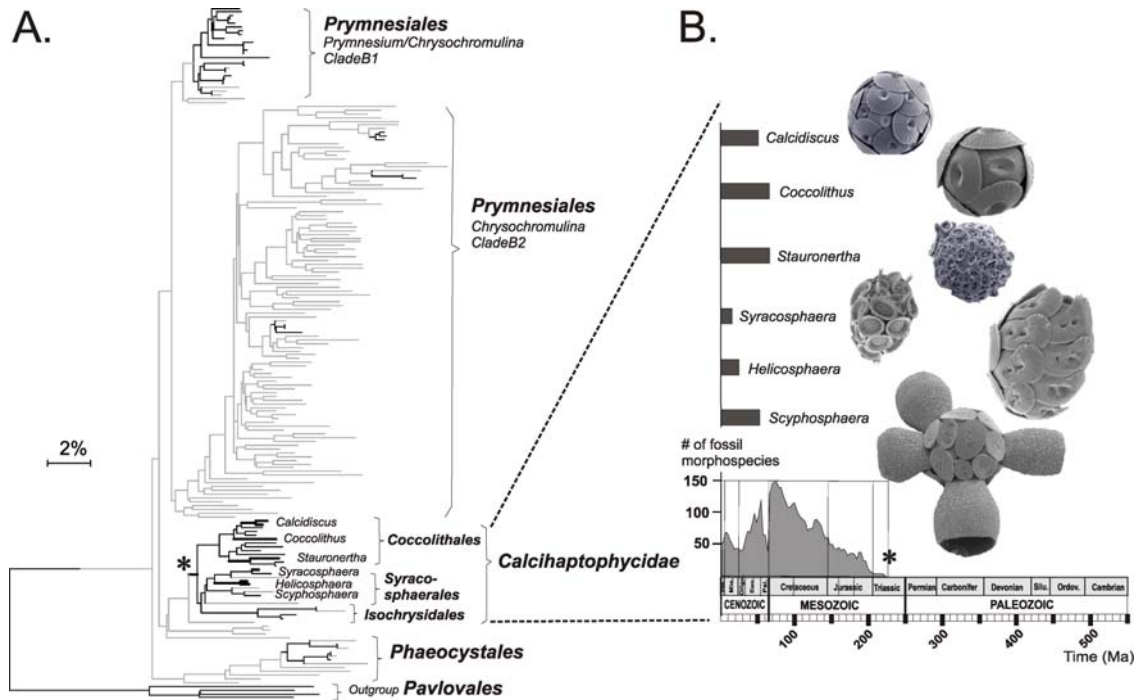 A.
Prymnesiales
Prymnesium/Chrysochromulina
CladeB1
Prymnesiales
Chrysochromulina
CladeB2
2%
*
Calcidiscus
Coccolithus
Stauronertha
Coccolithales
Syracosphaera
Helicosphaera
Scyphosphaera
Syraco-
sphaerales
Isochrysidales
Calcihaptophycidae
Phaeocystales
Outgroup Pavlovales
B.
Calcidiscus
Coccolithus
Stauronertha
Syracosphaera
Helicosphaera
Scyphosphaera
# of fossil
morphospecies
150
100
50
*
Cretaceous Jurassic Triassic Permian Carbonifer Devonian Silu. Ordov. Cambrian
CENOZOIC MESOZOIC PALEOZOIC
100 200 300 400 500
Time (Ma)